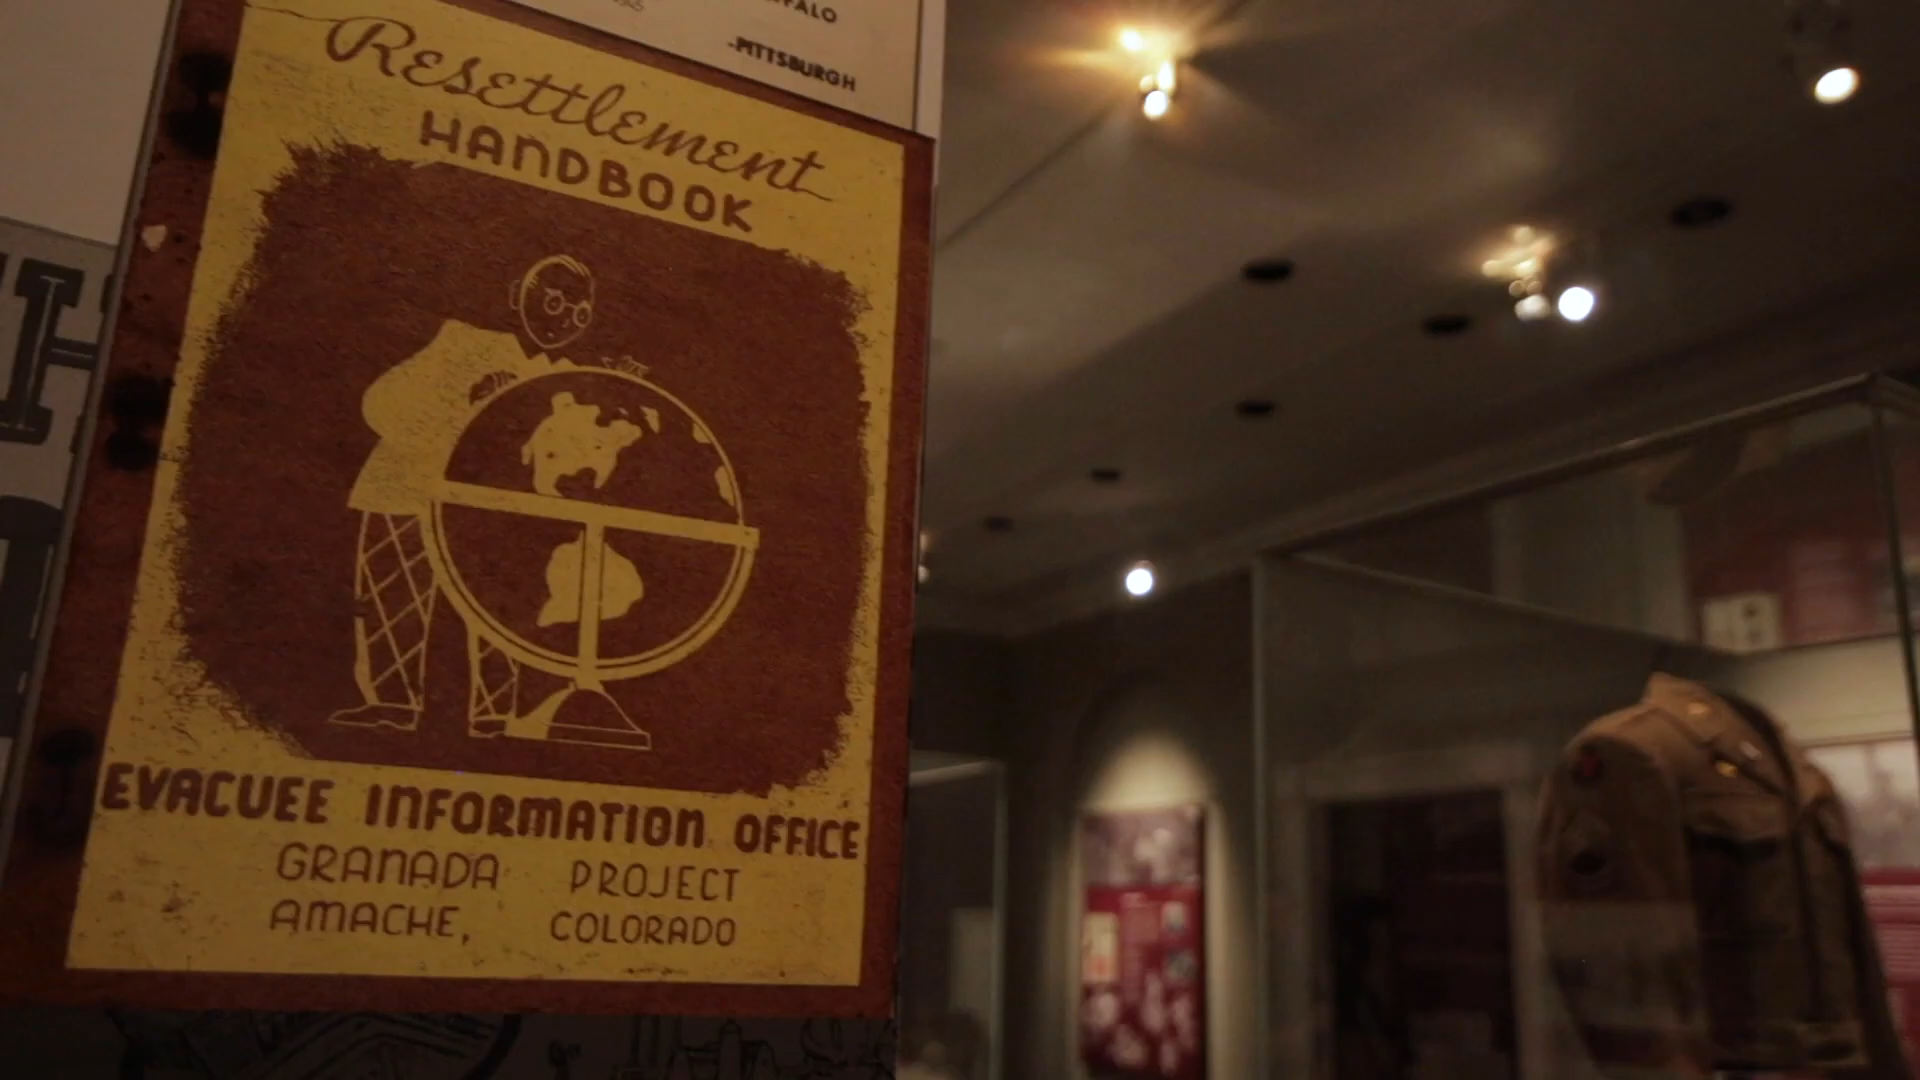 -PITTSBURGH
Resettlement
HANDBOOK
EVACUEE INFORMATION OFFICE
GRANADA PROJECT
AMACHE, COLORADO